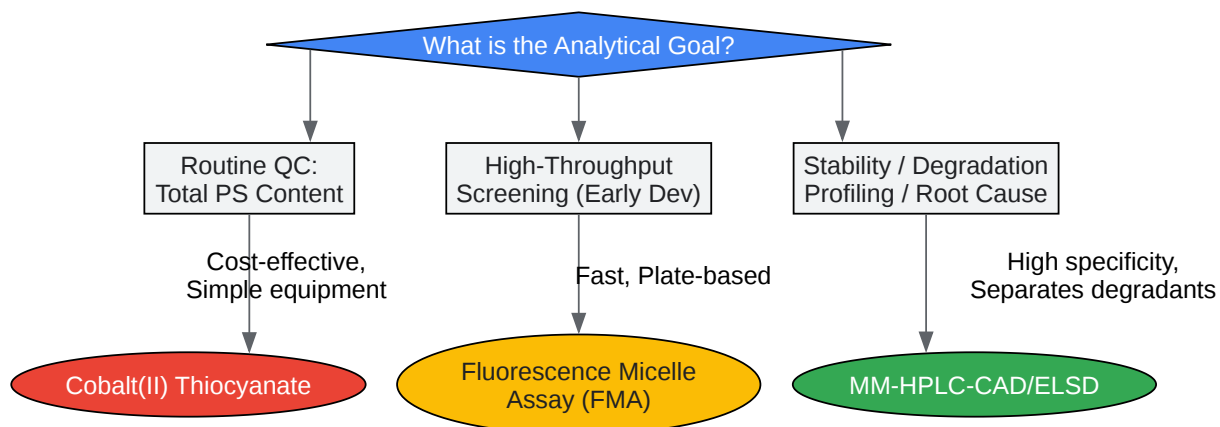 What is the Analytical Goal?
Routine QC:
Total PS Content
High-Throughput
Screening (Early Dev)
Stability / Degradation
Profiling / Root Cause
Cost-effective,
Simple equipment
Fast, Plate-based
High specificity,
Separates degradants
Cobalt(II) Thiocyanate
Fluorescence Micelle
Assay (FMA)
MM-HPLC-CAD/ELSD